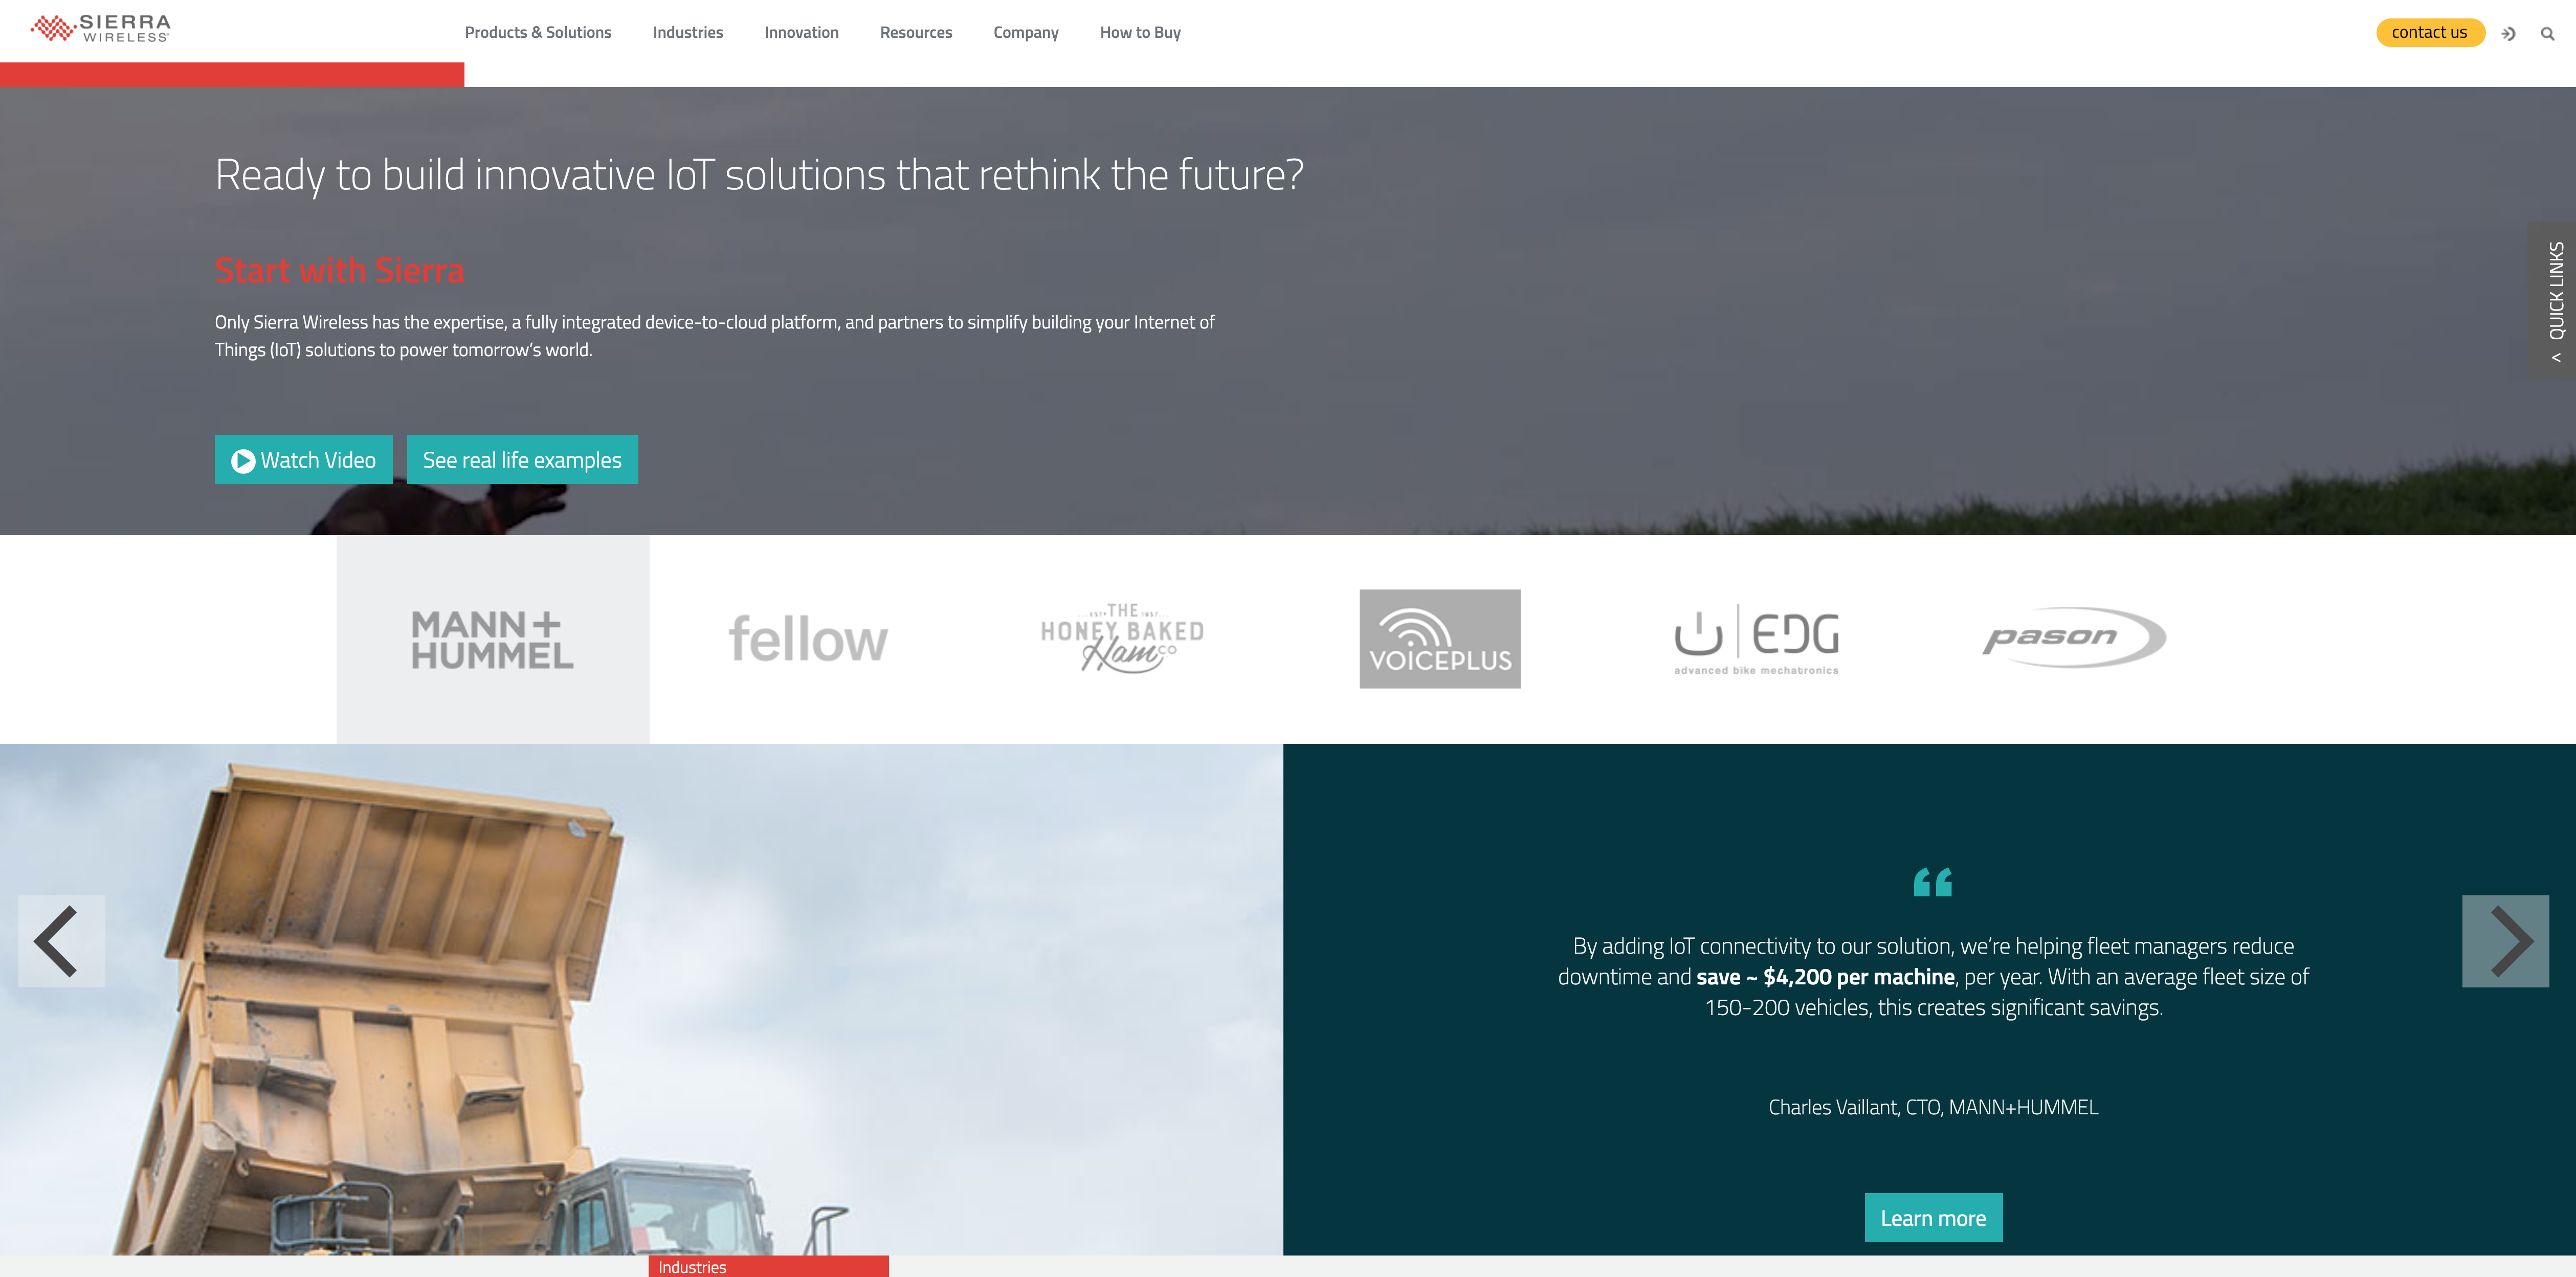 SIERRA
WIRELESS
Products & Solutions
Industries
Innovation
Resources
Company
How to Buy
contact us
Ready to build innovative IoT solutions that rethink the future?
Start with Sierra
Only Sierra Wireless has the expertise, a fully integrated device-to-cloud platform, and partners to simplify building your Internet of
Things (IoT) solutions to power tomorrow's world.
Watch Video
See real life examples
< QUICK LINKS
MANN+
HUMMEL
fellow
THE
HONEY BAKED
Ham CO
VOICEPLUS
EDG
advanced bike mechatronics
pason
“
By adding IoT connectivity to our solution, we're helping fleet managers reduce
downtime and save ~ $4,200 per machine, per year. With an average fleet size of
150-200 vehicles, this creates significant savings.
Charles Vaillant, CTO, MANN+HUMMEL
Learn more
Industries